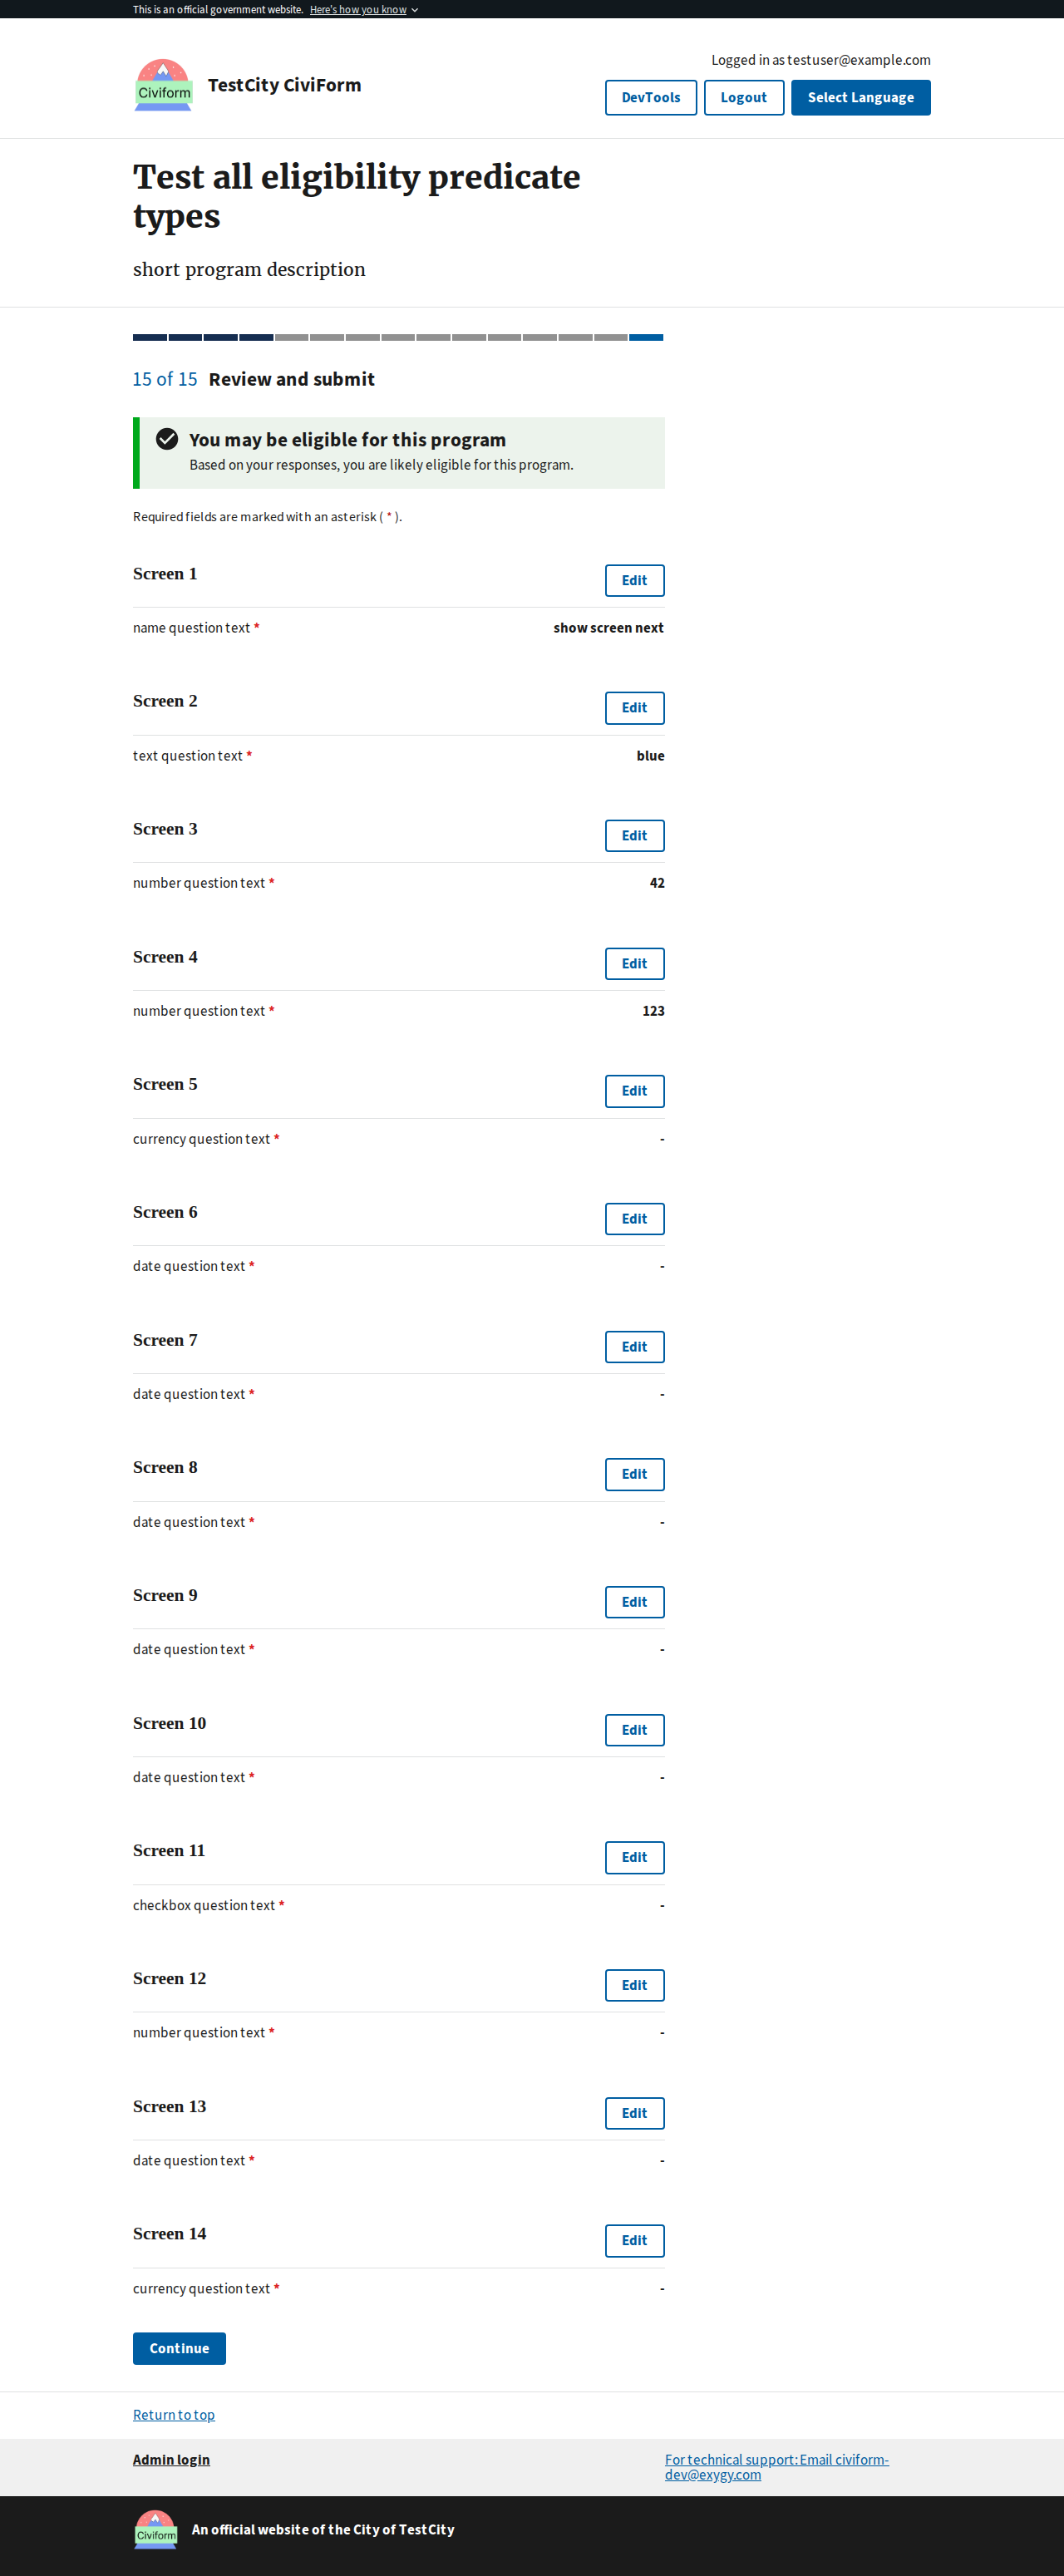 This is an official government website. Here's how you know
Logged in as testuser@example.com
Civiform
TestCity CiviForm
DevTools Logout Select Language
Test all eligibility predicate
types
short program description
15 of 15 Review and submit
You may be eligible for this program
Based on your responses, you are likely eligible for this program.
Required fields are marked with an asterisk ( * ).
Screen 1 Edit
name question text * show screen next
Screen 2 Edit
text question text * blue
Screen 3 Edit
number question text * 42
Screen 4 Edit
number question text * 123
Screen 5 Edit
currency question text * -
Screen 6 Edit
date question text * -
Screen 7 Edit
date question text * -
Screen 8 Edit
date question text * -
Screen 9 Edit
date question text * -
Screen 10 Edit
date question text * -
Screen 11 Edit
checkbox question text * -
Screen 12 Edit
number question text * -
Screen 13 Edit
date question text * -
Screen 14 Edit
currency question text * -
Continue
Return to top
Admin login For technical support: Email civiform-
dev@exygy.com
Civiform
An official website of the City of TestCity